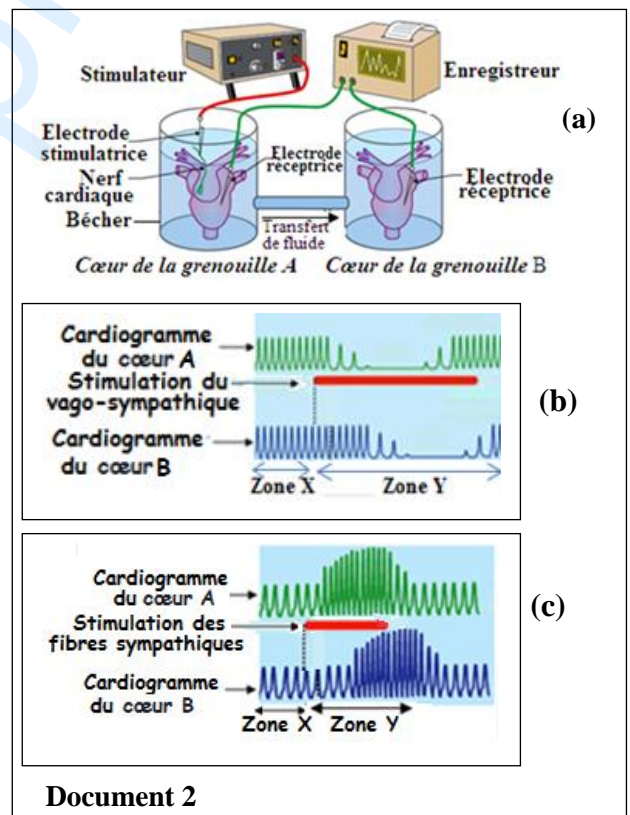 Stimulateur
Enregistreur
(a)
Electrode
stimulatrice
Nerf
cardiaque
Bécher
Electrode
réceptrice
Electrode
réceptrice
Transfert
de fluide
Cœur de la grenouille A
Cœur de la grenouille B
Cardiogramme
du cœur A
Stimulation du
vago-sympathique
(b)
Cardiogramme
du cœur B
Zone X
Zone Y
Cardiogramme
du cœur A
(c)
Stimulation des
fibres sympathiques
Cardiogramme
du cœur B
Zone X
Zone Y
Document 2